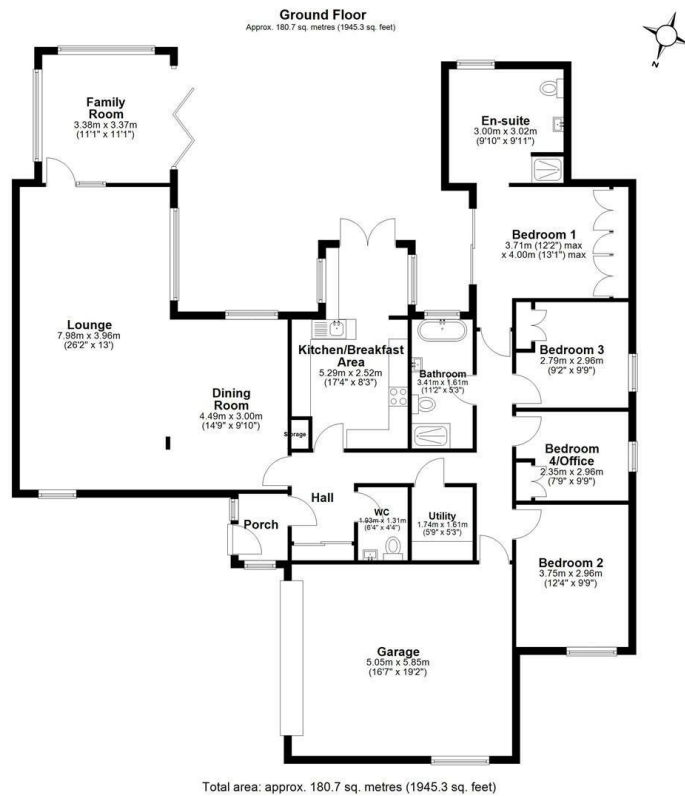 Ground Floor
Approx. 180.7 sq. metres (1945.3 sq. feet)
N
Family
Room
3.38m x 3.37m
(11'1" x 11'1")
En-suite
3.00m x 3.02m
(9'10" x 9'11")
Bedroom 1
3.71m (12'2") max
x 4.00m (13'1") max
Lounge
7.98m x 3.96m
(26'2" x 13')
Kitchen/Breakfast
Area
5.29m x 2.52m
(17'4" x 8'3")
Bathroom
3.41m x 1.61m
(11'2" x 5'3")
Bedroom 3
2.79m x 2.96m
(9'2" x 9'9")
Dining
Room
4.49m x 3.00m
(14'9" x 9'10")
Storage
Bedroom
4/Office
2.35m x 2.96m
(7'9" x 9'9")
Hall
Porch
WC
1.93m x 1.31m
(6'4" x 4'4")
Utility
1.74m x 1.61m
(5'9" x 5'3")
Bedroom 2
3.75m x 2.96m
(12'4" x 9'9")
Garage
5.05m x 5.85m
(16'7" x 19'2")
Total area: approx. 180.7 sq. metres (1945.3 sq. feet)